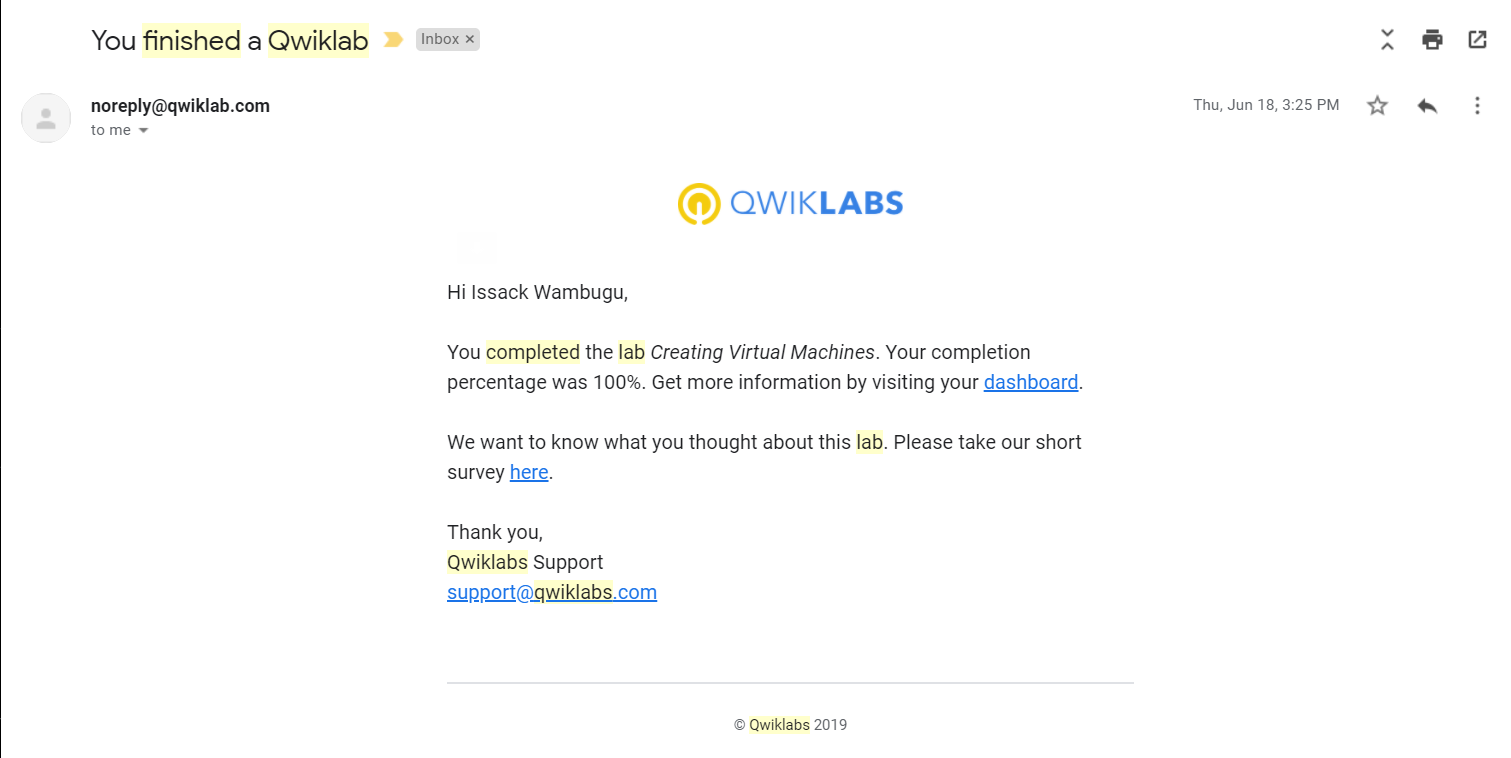 You finished a Qwiklab Inbox ×
noreply@qwiklab.com Thu, Jun 18, 3:25 PM
to me
QWIKLABS
Hi Issack Wambugu,
You completed the lab Creating Virtual Machines. Your completion
percentage was 100%. Get more information by visiting your dashboard.
We want to know what you thought about this lab. Please take our short
survey here.
Thank you,
Qwiklabs Support
support@qwiklabs.com
© Qwiklabs 2019